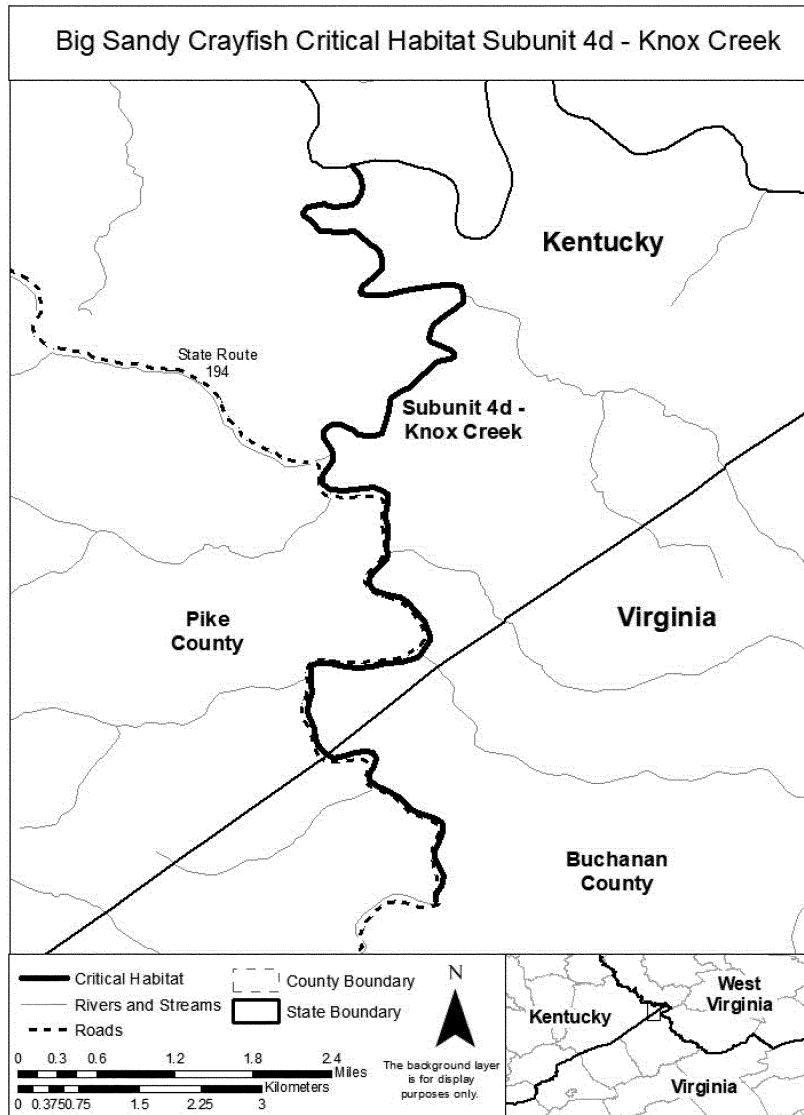 Big Sandy Crayfish Critical Habitat Subunit 4d - Knox Creek
Kentucky
State Route
194
Subunit 4d -
Knox Creek
Pike
County
Virginia
Buchanan
County
Critical Habitat
Rivers and Streams
Roads
County Boundary
State Boundary
N
The background layer
is for display
purposes only.
0 0.3 0.6 1.2 1.8 2.4
Miles
Kilometers
0 0.375 0.75 1.5 2.25 3
West
Virginia
Kentucky
Virginia